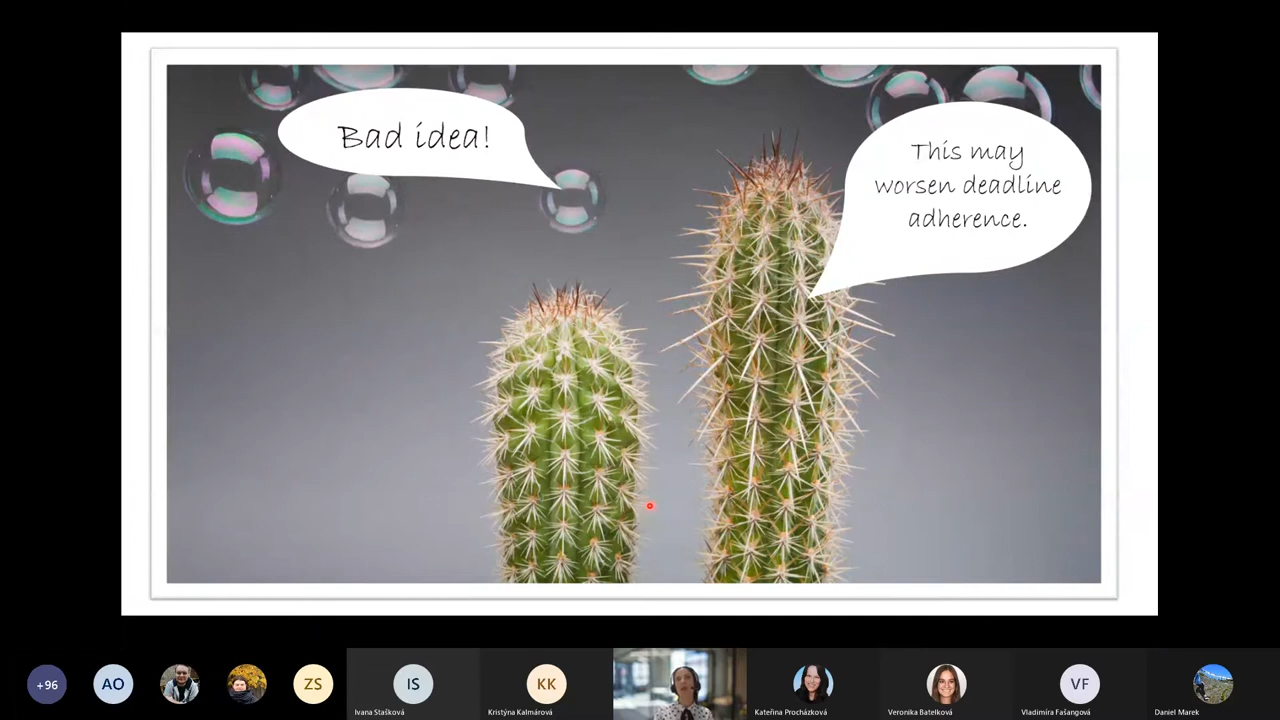 Bad idea!
This may
worsen deadline
adherence.
+96
AO
ZS
IS
KK
VF
Ivana Stašková
Kristýna Kalmárová
Kateřina Procházková
Veronika Batelková
Vladimíra Fašangová
Daniel Marek